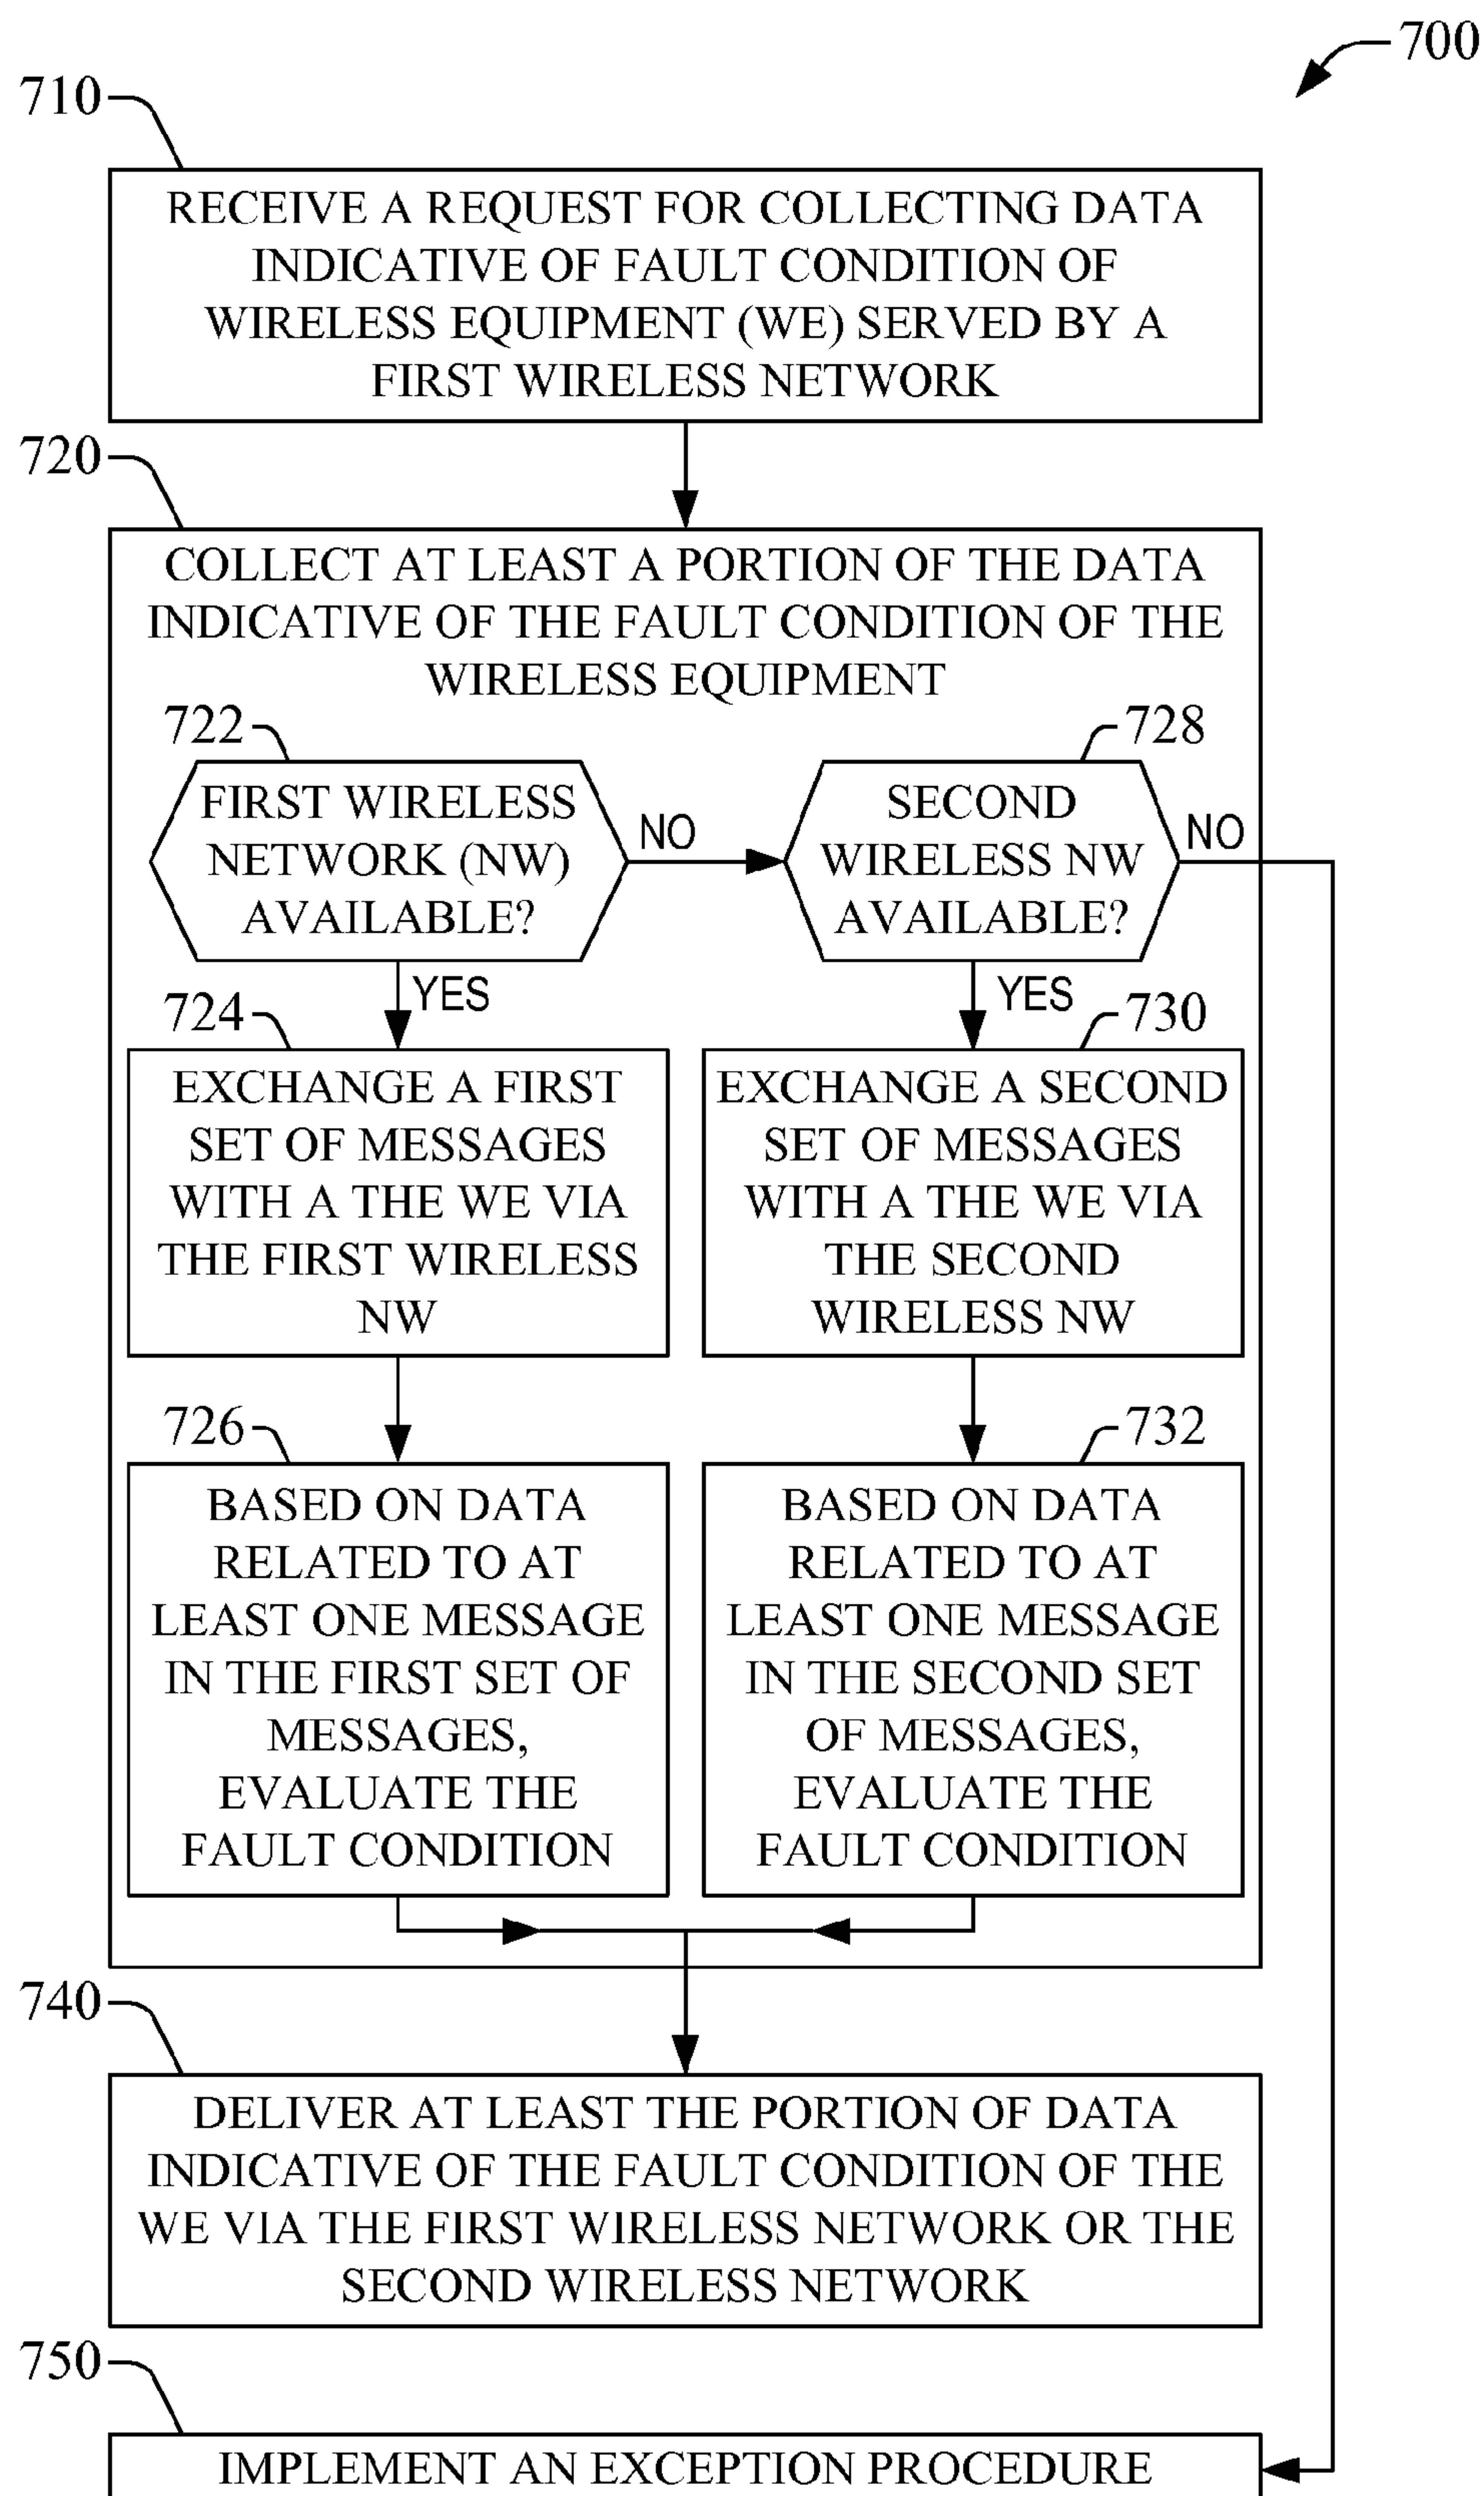 700
710
RECEIVE A REQUEST FOR COLLECTING DATA
INDICATIVE OF FAULT CONDITION OF
WIRELESS EQUIPMENT (WE) SERVED BY A
FIRST WIRELESS NETWORK
720
COLLECT AT LEAST A PORTION OF THE DATA
INDICATIVE OF THE FAULT CONDITION OF THE
WIRELESS EQUIPMENT
722
FIRST WIRELESS
NETWORK (NW)
AVAILABLE?
NO
728
SECOND
WIRELESS NW
AVAILABLE?
NO
YES
724
EXCHANGE A FIRST
SET OF MESSAGES
WITH A THE WE VIA
THE FIRST WIRELESS
NW
YES
730
EXCHANGE A SECOND
SET OF MESSAGES
WITH A THE WE VIA
THE SECOND
WIRELESS NW
726
BASED ON DATA
RELATED TO AT
LEAST ONE MESSAGE
IN THE FIRST SET OF
MESSAGES,
EVALUATE THE
FAULT CONDITION
732
BASED ON DATA
RELATED TO AT
LEAST ONE MESSAGE
IN THE SECOND SET
OF MESSAGES,
EVALUATE THE
FAULT CONDITION
740
DELIVER AT LEAST THE PORTION OF DATA
INDICATIVE OF THE FAULT CONDITION OF THE
WE VIA THE FIRST WIRELESS NETWORK OR THE
SECOND WIRELESS NETWORK
750
IMPLEMENT AN EXCEPTION PROCEDURE